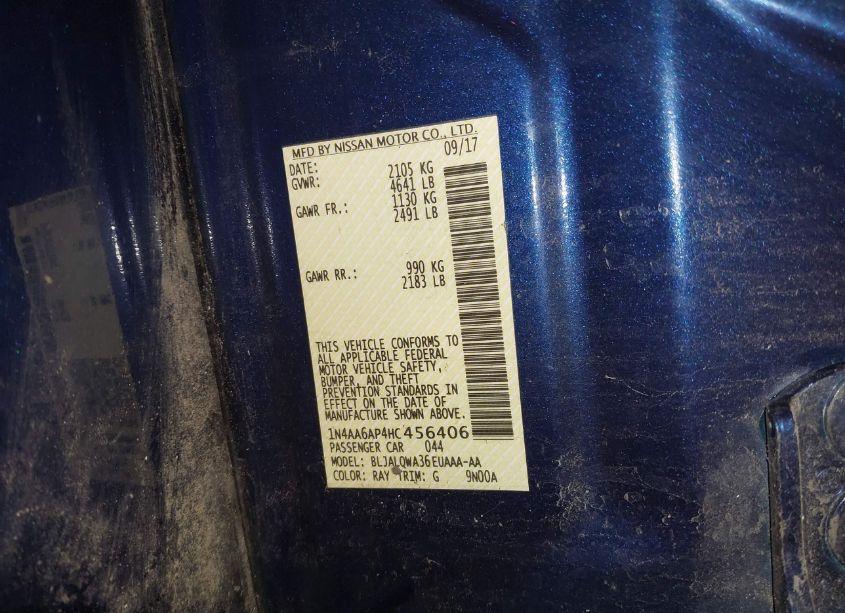 MFD BY NISSAN MOTOR CO., LTD.
DATE: 09/17
GVWR: 2105 KG
4641 LB
GAWR FR.: 1130 KG
2491 LB
GAWR RR.: 990 KG
2183 LB
THIS VEHICLE CONFORMS TO
ALL APPLICABLE FEDERAL
MOTOR VEHICLE SAFETY,
BUMPER, AND THEFT
PREVENTION STANDARDS IN
EFFECT ON THE DATE OF
MANUFACTURE SHOWN ABOVE.
1N4AA6AP4HC456406
PASSENGER CAR 044
MODEL: BLJALQWA36EUAAA-AA
COLOR: RAY TRIM: G 9N00A